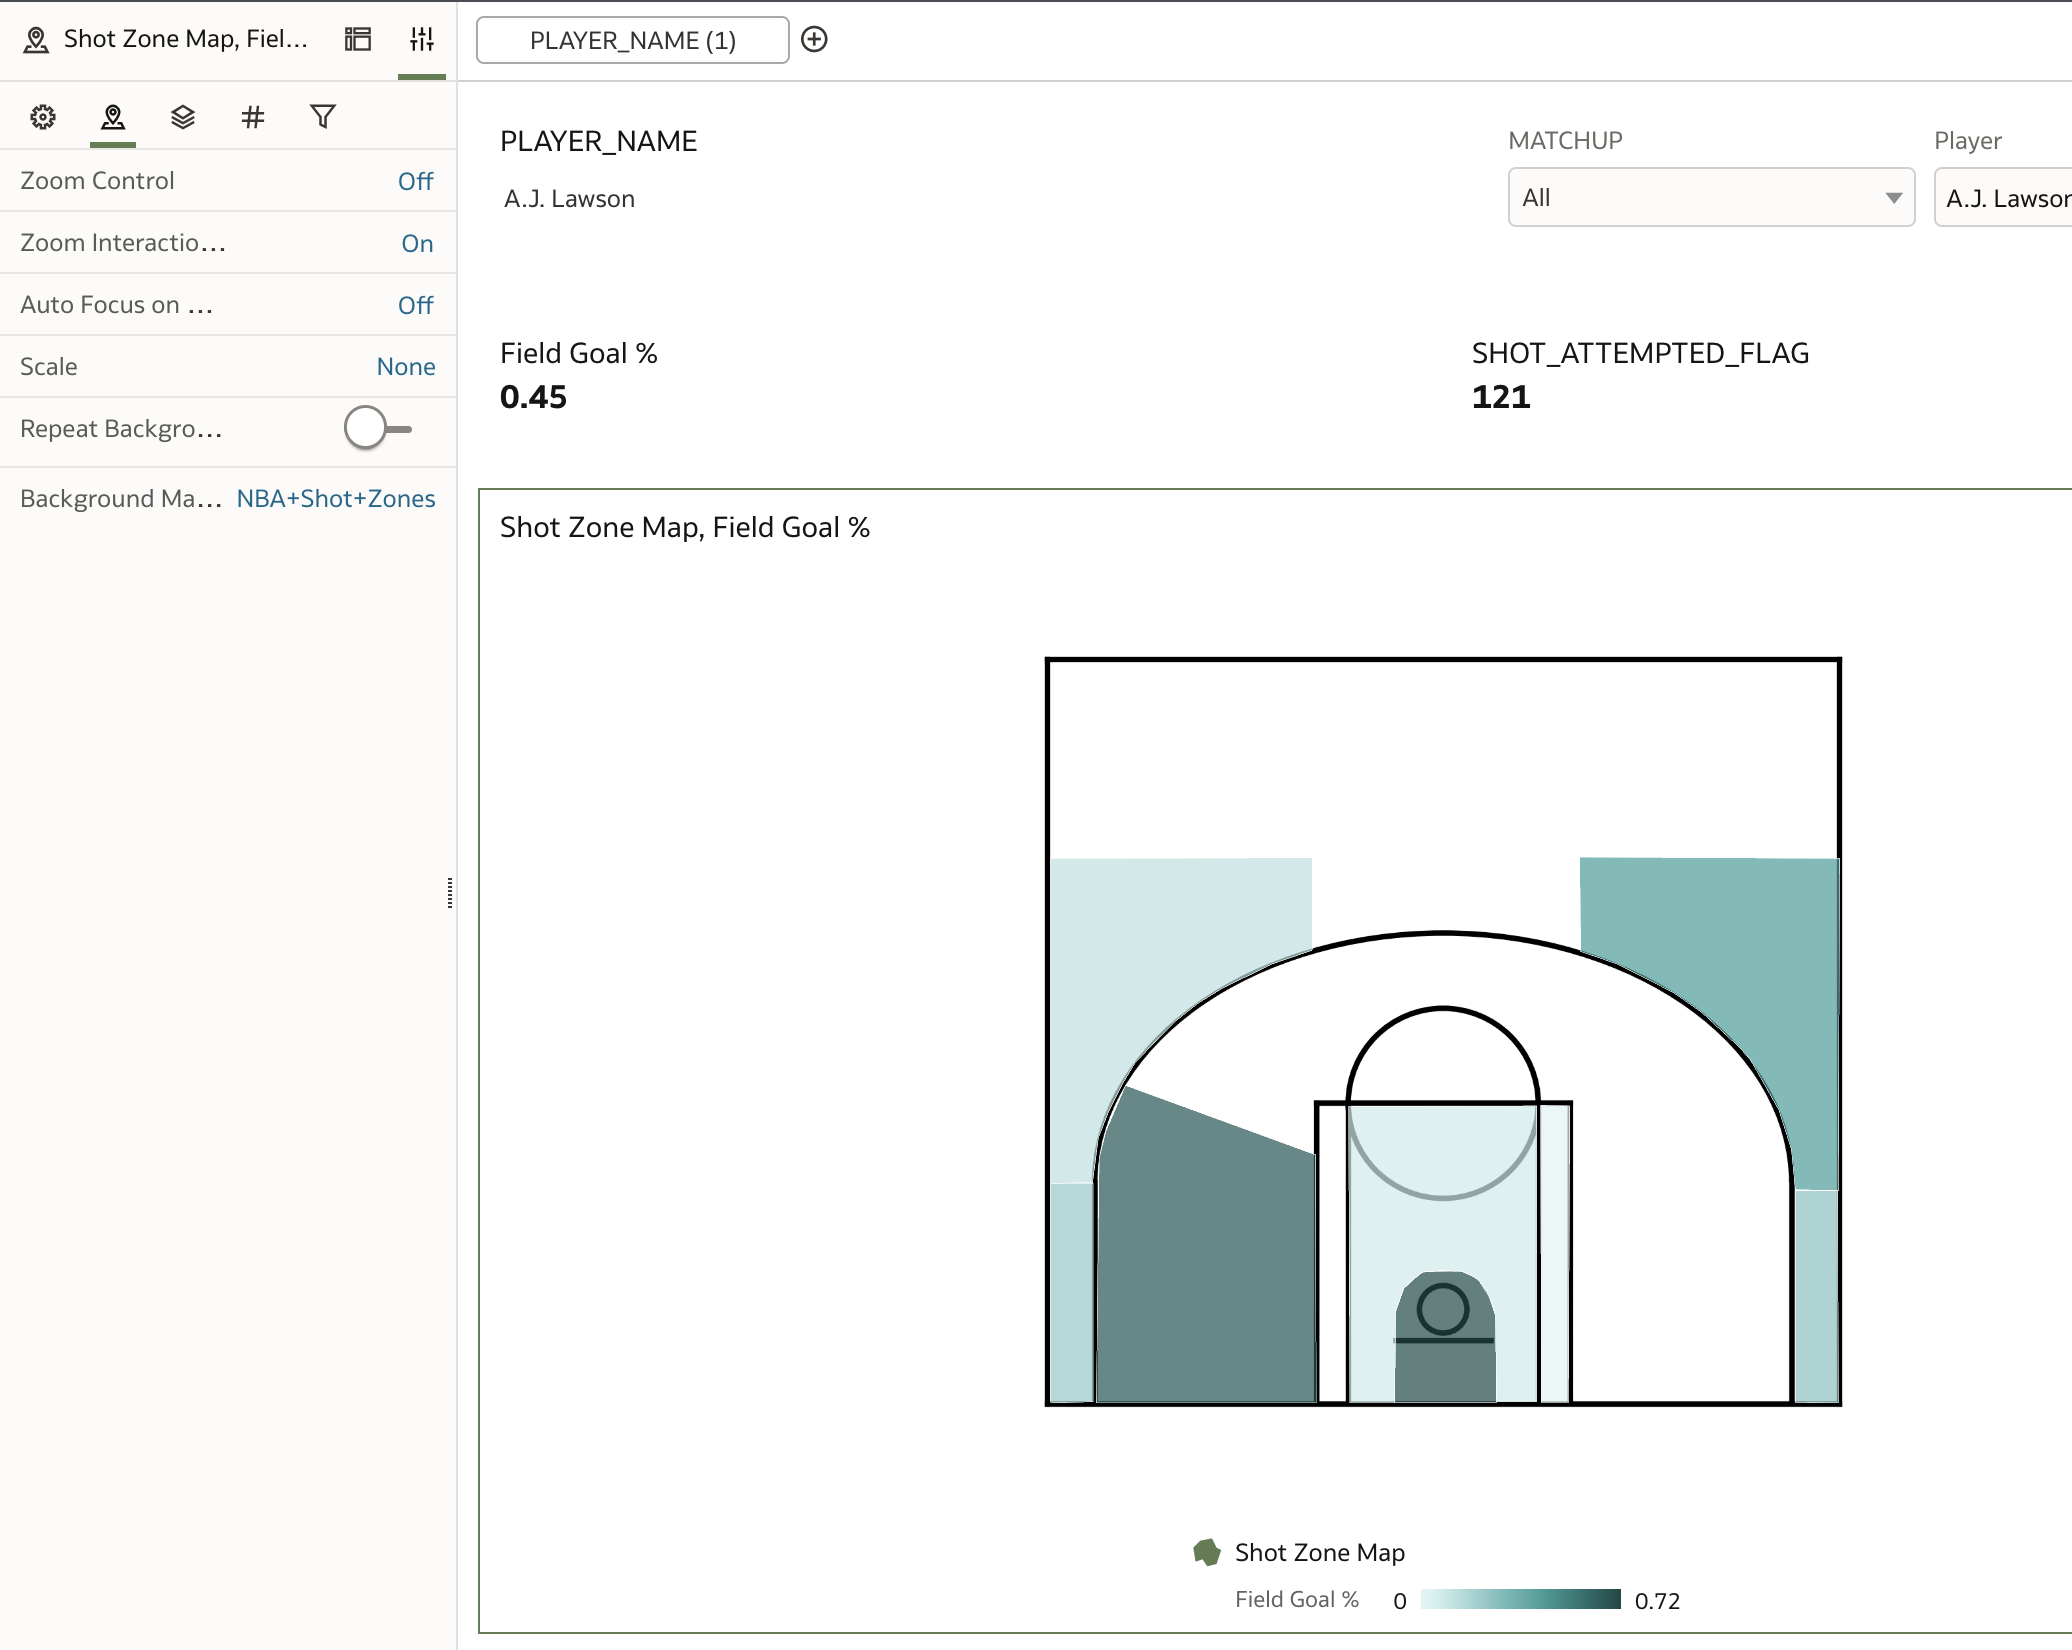 Shot Zone Map, Fiel...
PLAYER_NAME (1)
Zoom Control Off
Zoom Interactio... On
Auto Focus on ... Off
Scale None
Repeat Backgro...
Background Ma... NBA+Shot+Zones
PLAYER_NAME
A.J. Lawson
MATCHUP
All
Player
A.J. Lawson
Field Goal %
0.45
SHOT_ATTEMPTED_FLAG
121
Shot Zone Map, Field Goal %
Shot Zone Map
Field Goal % 0 0.72